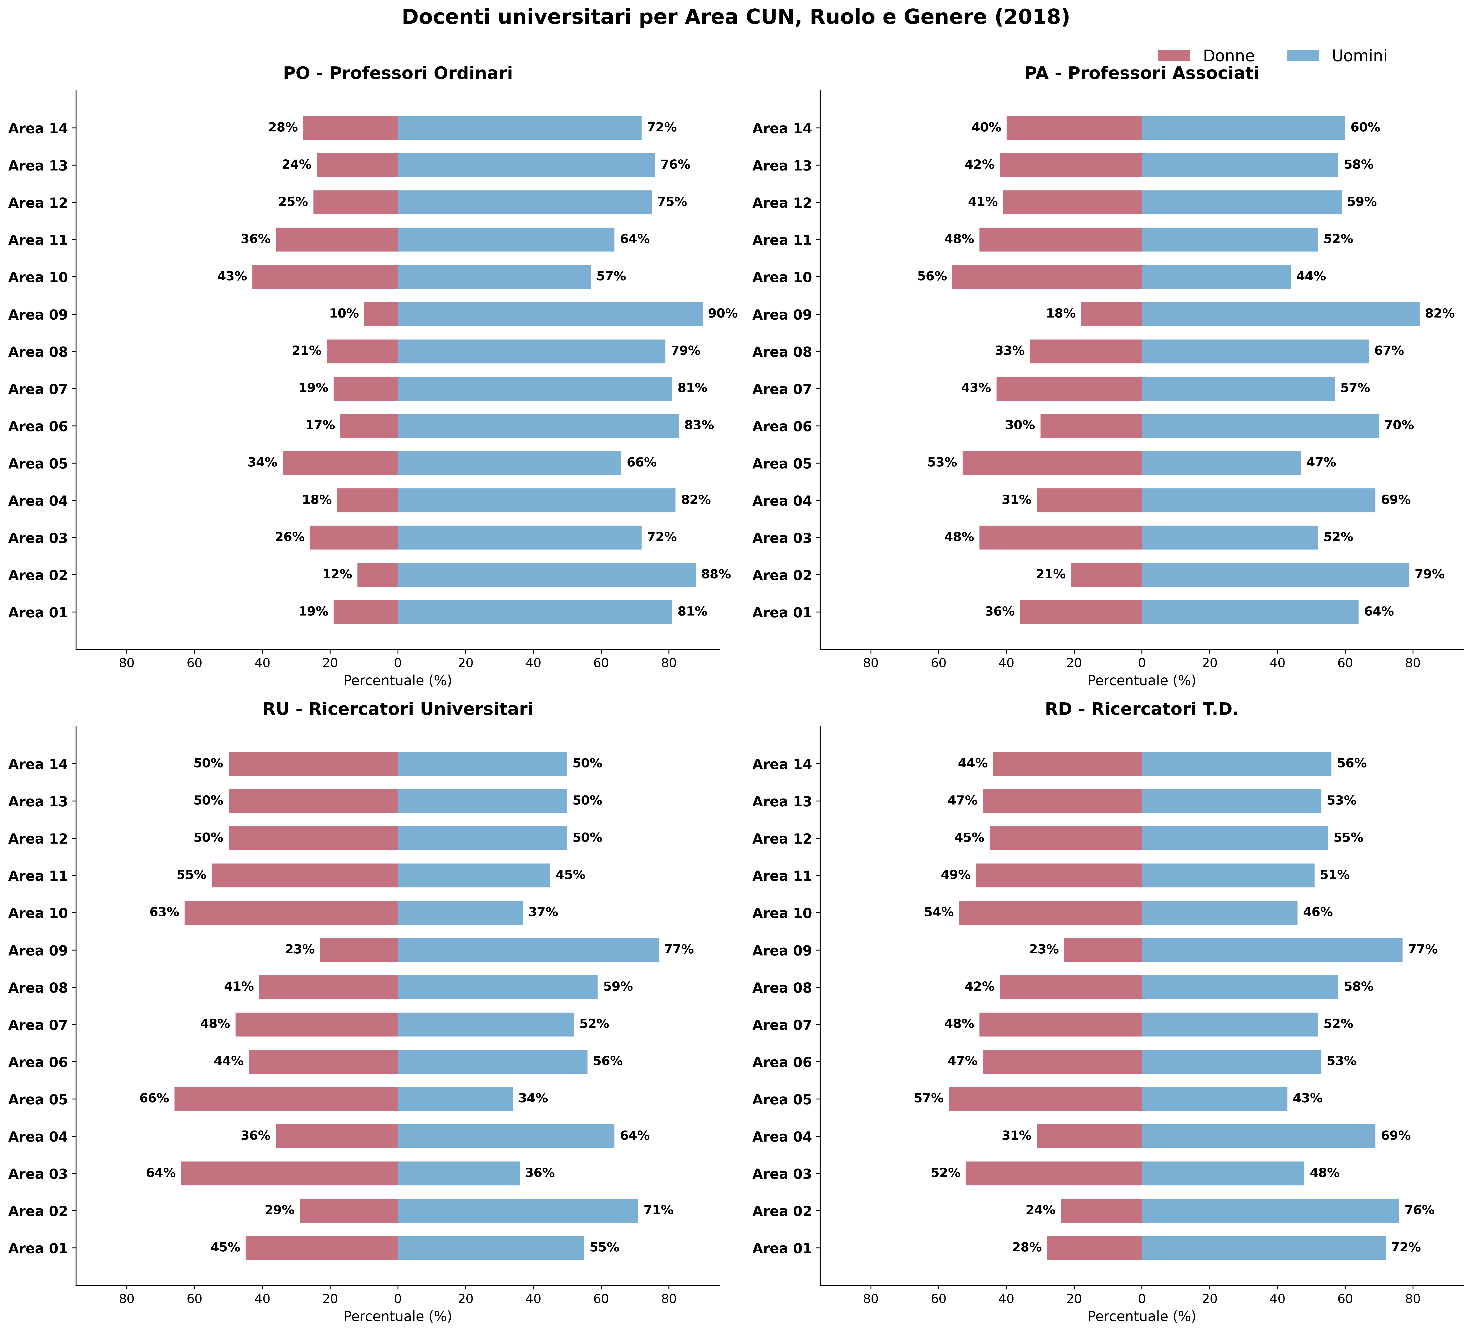 Docenti universitari per Area CUN, Ruolo e Genere (2018)
Donne Uomini
PO - Professori Ordinari
Area 14 28% 72%
Area 13 24% 76%
Area 12 25% 75%
Area 11 36% 64%
Area 10 43% 57%
Area 09 10% 90%
Area 08 21% 79%
Area 07 19% 81%
Area 06 17% 83%
Area 05 34% 66%
Area 04 18% 82%
Area 03 26% 72%
Area 02 12% 88%
Area 01 19% 81%
80 60 40 20 0 20 40 60 80
Percentuale (%)
PA - Professori Associati
Area 14 40% 60%
Area 13 42% 58%
Area 12 41% 59%
Area 11 48% 52%
Area 10 56% 44%
Area 09 18% 82%
Area 08 33% 67%
Area 07 43% 57%
Area 06 30% 70%
Area 05 53% 47%
Area 04 31% 69%
Area 03 48% 52%
Area 02 21% 79%
Area 01 36% 64%
80 60 40 20 0 20 40 60 80
Percentuale (%)
RU - Ricercatori Universitari
Area 14 50% 50%
Area 13 50% 50%
Area 12 50% 50%
Area 11 55% 45%
Area 10 63% 37%
Area 09 23% 77%
Area 08 41% 59%
Area 07 48% 52%
Area 06 44% 56%
Area 05 66% 34%
Area 04 36% 64%
Area 03 64% 36%
Area 02 29% 71%
Area 01 45% 55%
80 60 40 20 0 20 40 60 80
Percentuale (%)
RD - Ricercatori T.D.
Area 14 44% 56%
Area 13 47% 53%
Area 12 45% 55%
Area 11 49% 51%
Area 10 54% 46%
Area 09 23% 77%
Area 08 42% 58%
Area 07 48% 52%
Area 06 47% 53%
Area 05 57% 43%
Area 04 31% 69%
Area 03 52% 48%
Area 02 24% 76%
Area 01 28% 72%
80 60 40 20 0 20 40 60 80
Percentuale (%)